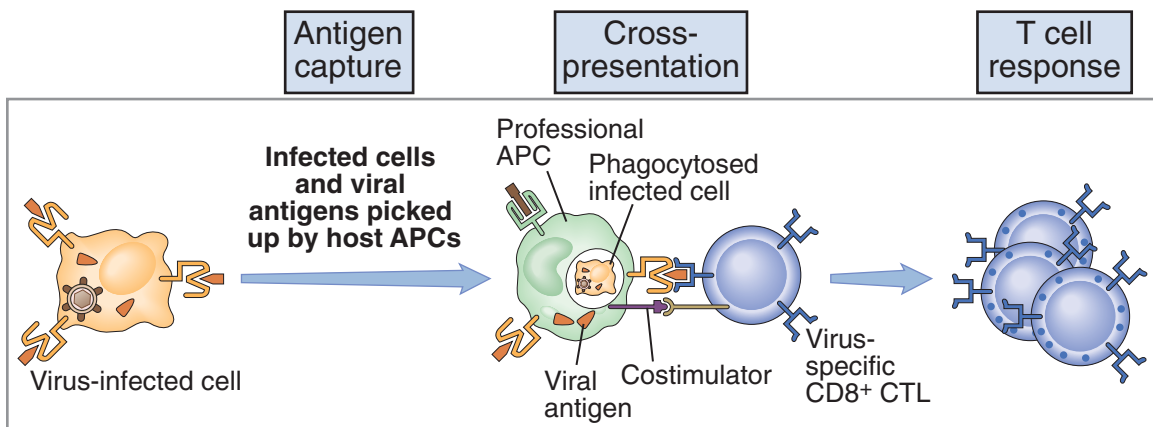 Antigen
capture
Cross-
presentation
T cell
response
Infected cells
and viral
antigens picked
up by host APCs
Professional
APC
Phagocytosed
infected cell
Virus-infected cell
Viral
antigen
Costimulator
Virus-
specific
CD8⁺ CTL